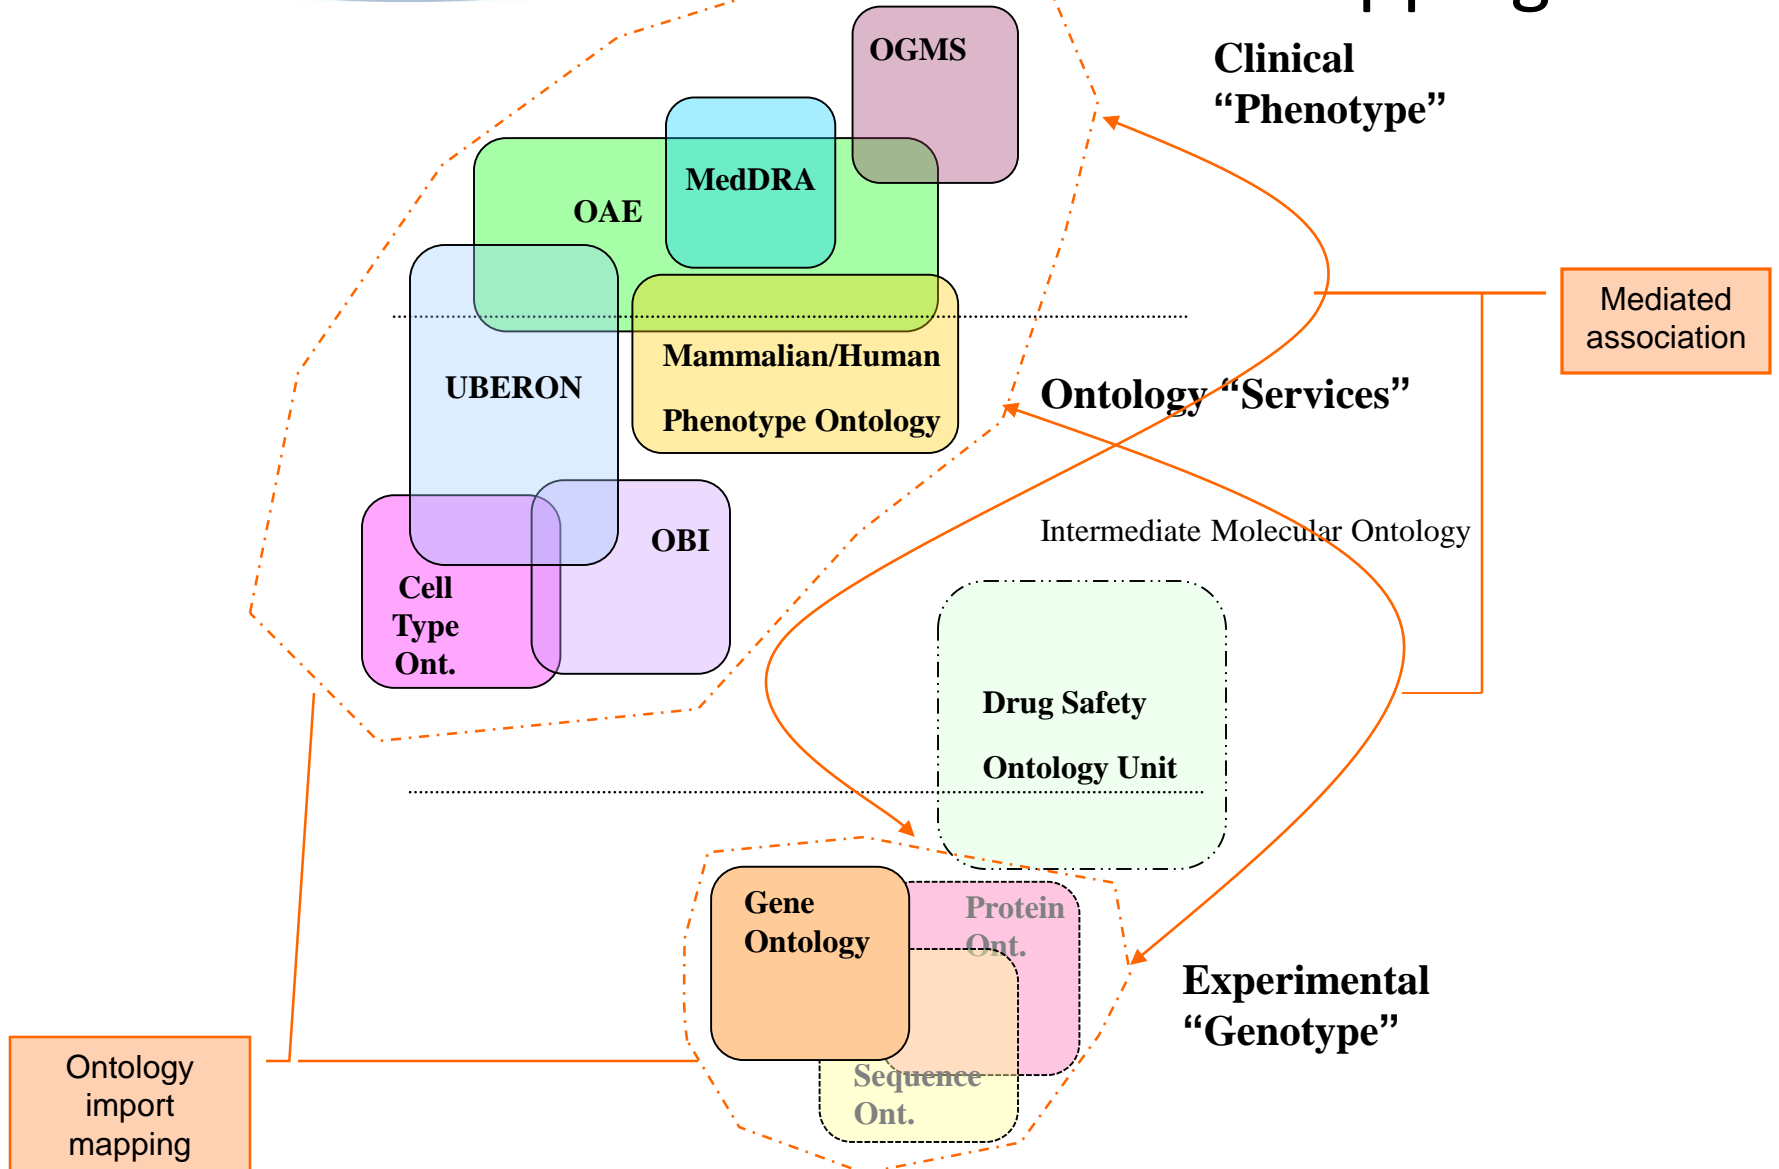 OGMS
Clinical
“Phenotype”
MedDRA
OAE
Mediated
association
Mammalian/Human
Phenotype Ontology
UBERON
Ontology “Services”
Intermediate Molecular Ontology
OBI
Cell
Type
Ont.
Drug Safety
Ontology Unit
Gene
Ontology
Protein
Ont.
Experimental
“Genotype”
Sequence
Ont.
Ontology
import
mapping